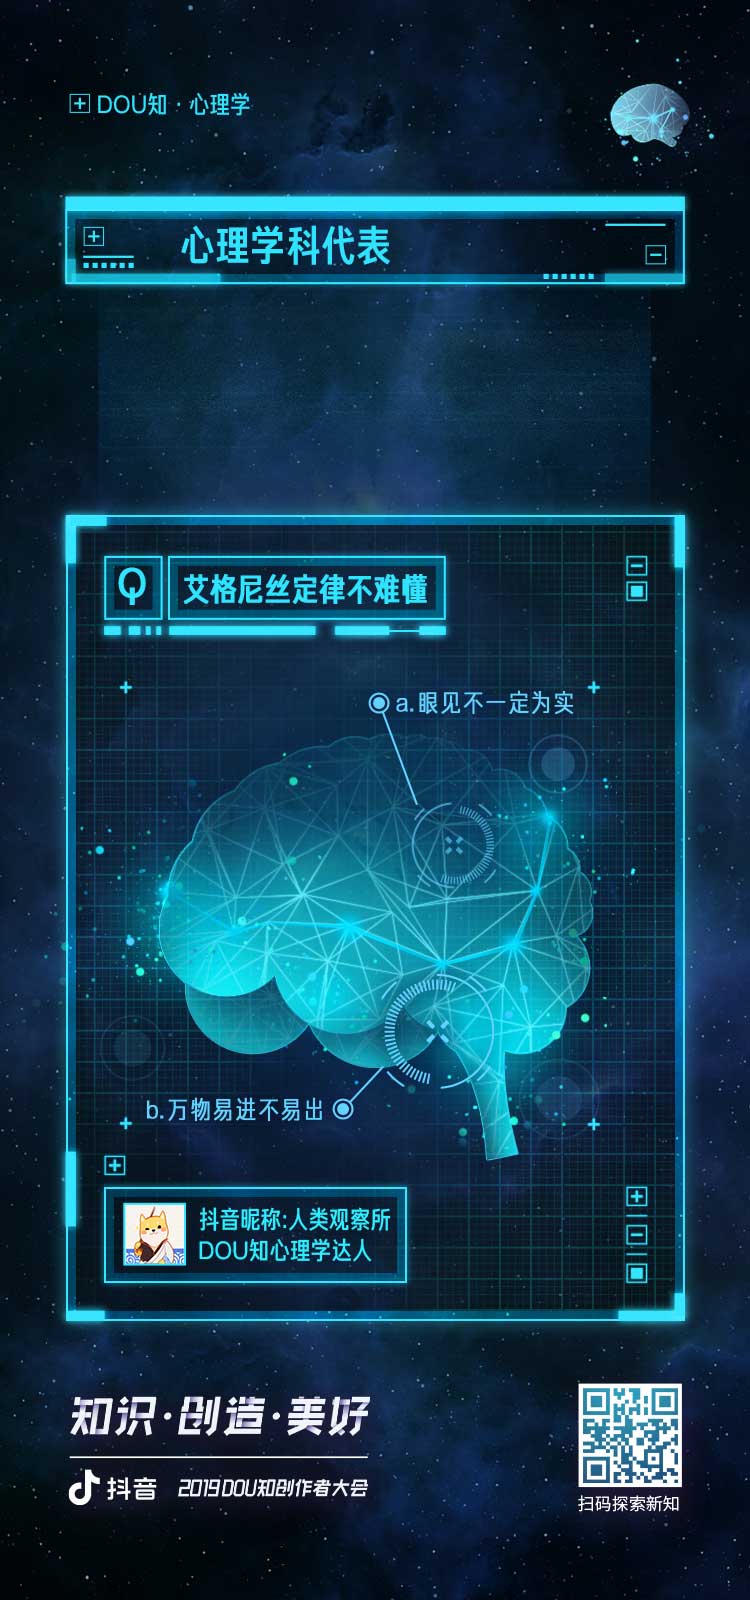 DOU知 · 心理学
心理学科代表
Q 艾格尼丝定律不难懂
a.眼见不一定为实
b.万物易进不易出
抖音昵称:人类观察所
DOU知心理学达人
知识·创造·美好
抖音 2019DOU知创作者大会
扫码探索新知